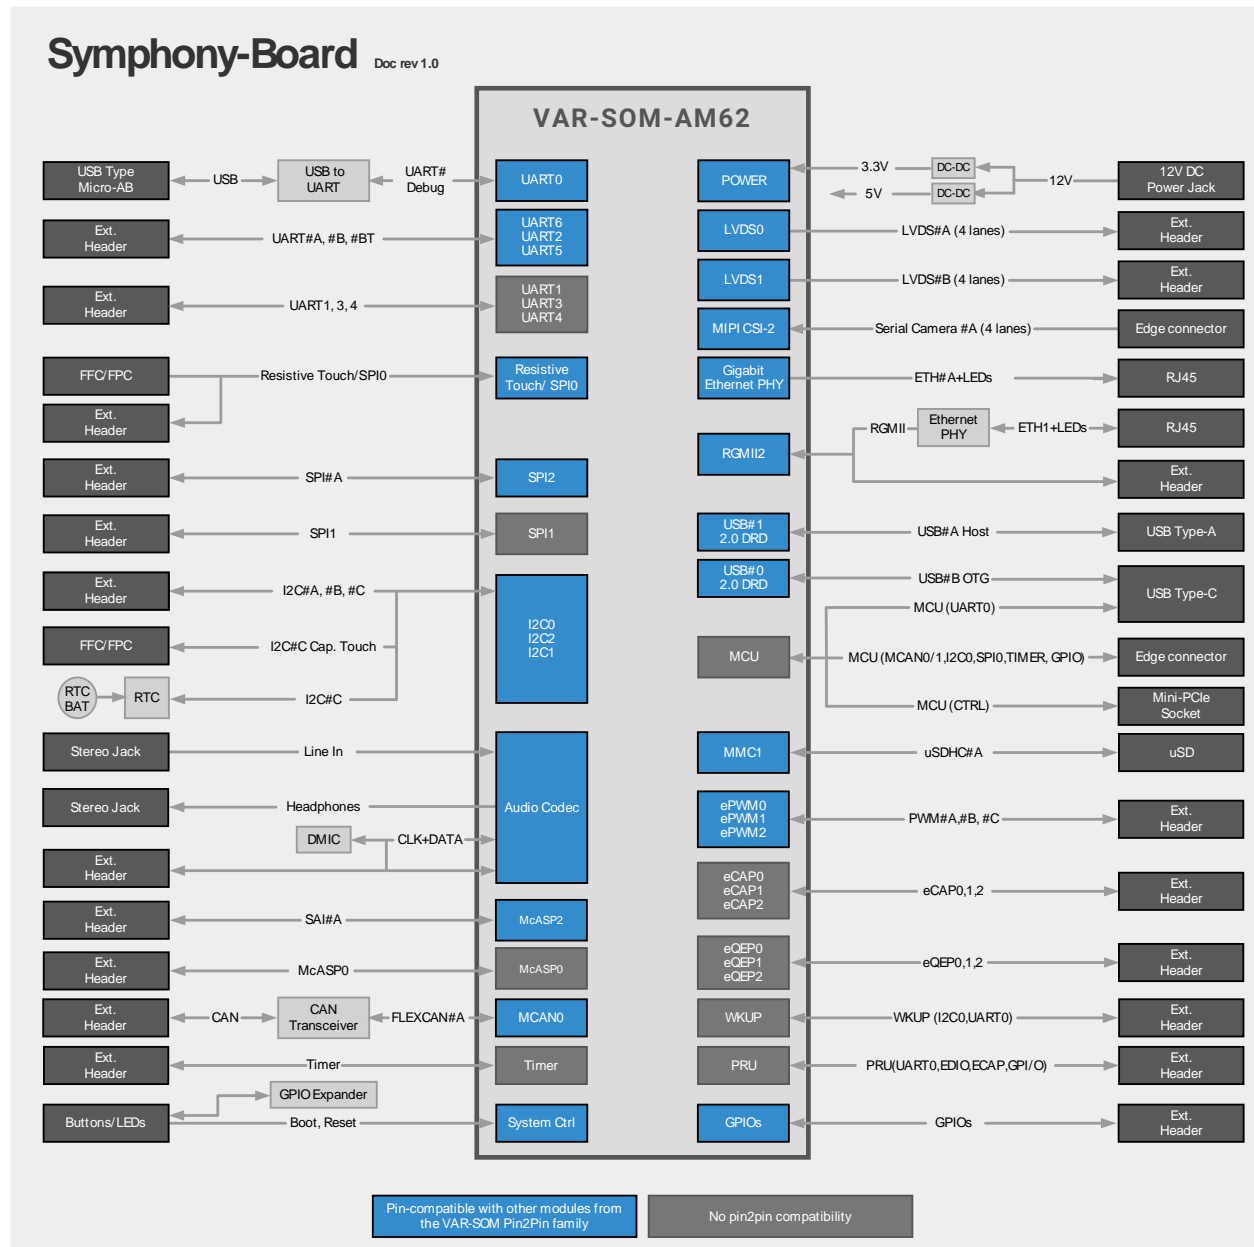 Symphony-Board Doc rev 1.0
VAR-SOM-AM62
USB Type
Micro-AB
USB
USB to
UART
UART#
Debug
UART0
Ext.
Header
UART#A, #B, #BT
UART6
UART2
UART5
Ext.
Header
UART1, 3, 4
UART1
UART3
UART4
FFC/FPC
Resistive Touch/SPI0
Resistive
Touch/ SPI0
Ext.
Header
Ext.
Header
SPI#A
SPI2
Ext.
Header
SPI1
SPI1
Ext.
Header
I2C#A, #B, #C
I2C0
I2C2
I2C1
FFC/FPC
I2C#C Cap. Touch
RTC
BAT
RTC
I2C#C
Stereo Jack
Line In
Audio Codec
Stereo Jack
Headphones
DMIC
CLK+DATA
Ext.
Header
Ext.
Header
SAI#A
McASP2
Ext.
Header
McASP0
McASP0
Ext.
Header
CAN
CAN
Transceiver
FLEXCAN#A
MCAN0
Ext.
Header
Timer
Timer
GPIO Expander
Buttons/LEDs
Boot, Reset
System Ctrl
POWER
3.3V
DC-DC
5V
DC-DC
12V
12V DC
Power Jack
LVDS0
LVDS#A (4 lanes)
Ext.
Header
LVDS1
LVDS#B (4 lanes)
Ext.
Header
MIPI CSI-2
Serial Camera #A (4 lanes)
Edge connector
Gigabit
Ethernet PHY
ETH#A+LEDs
RJ45
RGMII2
RGMII
Ethernet
PHY
ETH1+LEDs
RJ45
Ext.
Header
USB#1
2.0 DRD
USB#A Host
USB Type-A
USB#0
2.0 DRD
USB#B OTG
USB Type-C
MCU (UART0)
MCU
MCU (MCAN0/1,I2C0,SPI0,TIMER, GPIO)
Edge connector
MCU (CTRL)
Mini-PCIe
Socket
MMC1
uSDHC#A
uSD
ePWM0
ePWM1
ePWM2
PWM#A,#B, #C
Ext.
Header
eCAP0
eCAP1
eCAP2
eCAP0,1,2
Ext.
Header
eQEP0
eQEP1
eQEP2
eQEP0,1,2
Ext.
Header
WKUP
WKUP (I2C0,UART0)
Ext.
Header
PRU
PRU(UART0,EDIO,ECAP,GPI/O)
Ext.
Header
GPIOs
GPIOs
Ext.
Header
Pin-compatible with other modules from
the VAR-SOM Pin2Pin family
No pin2pin compatibility